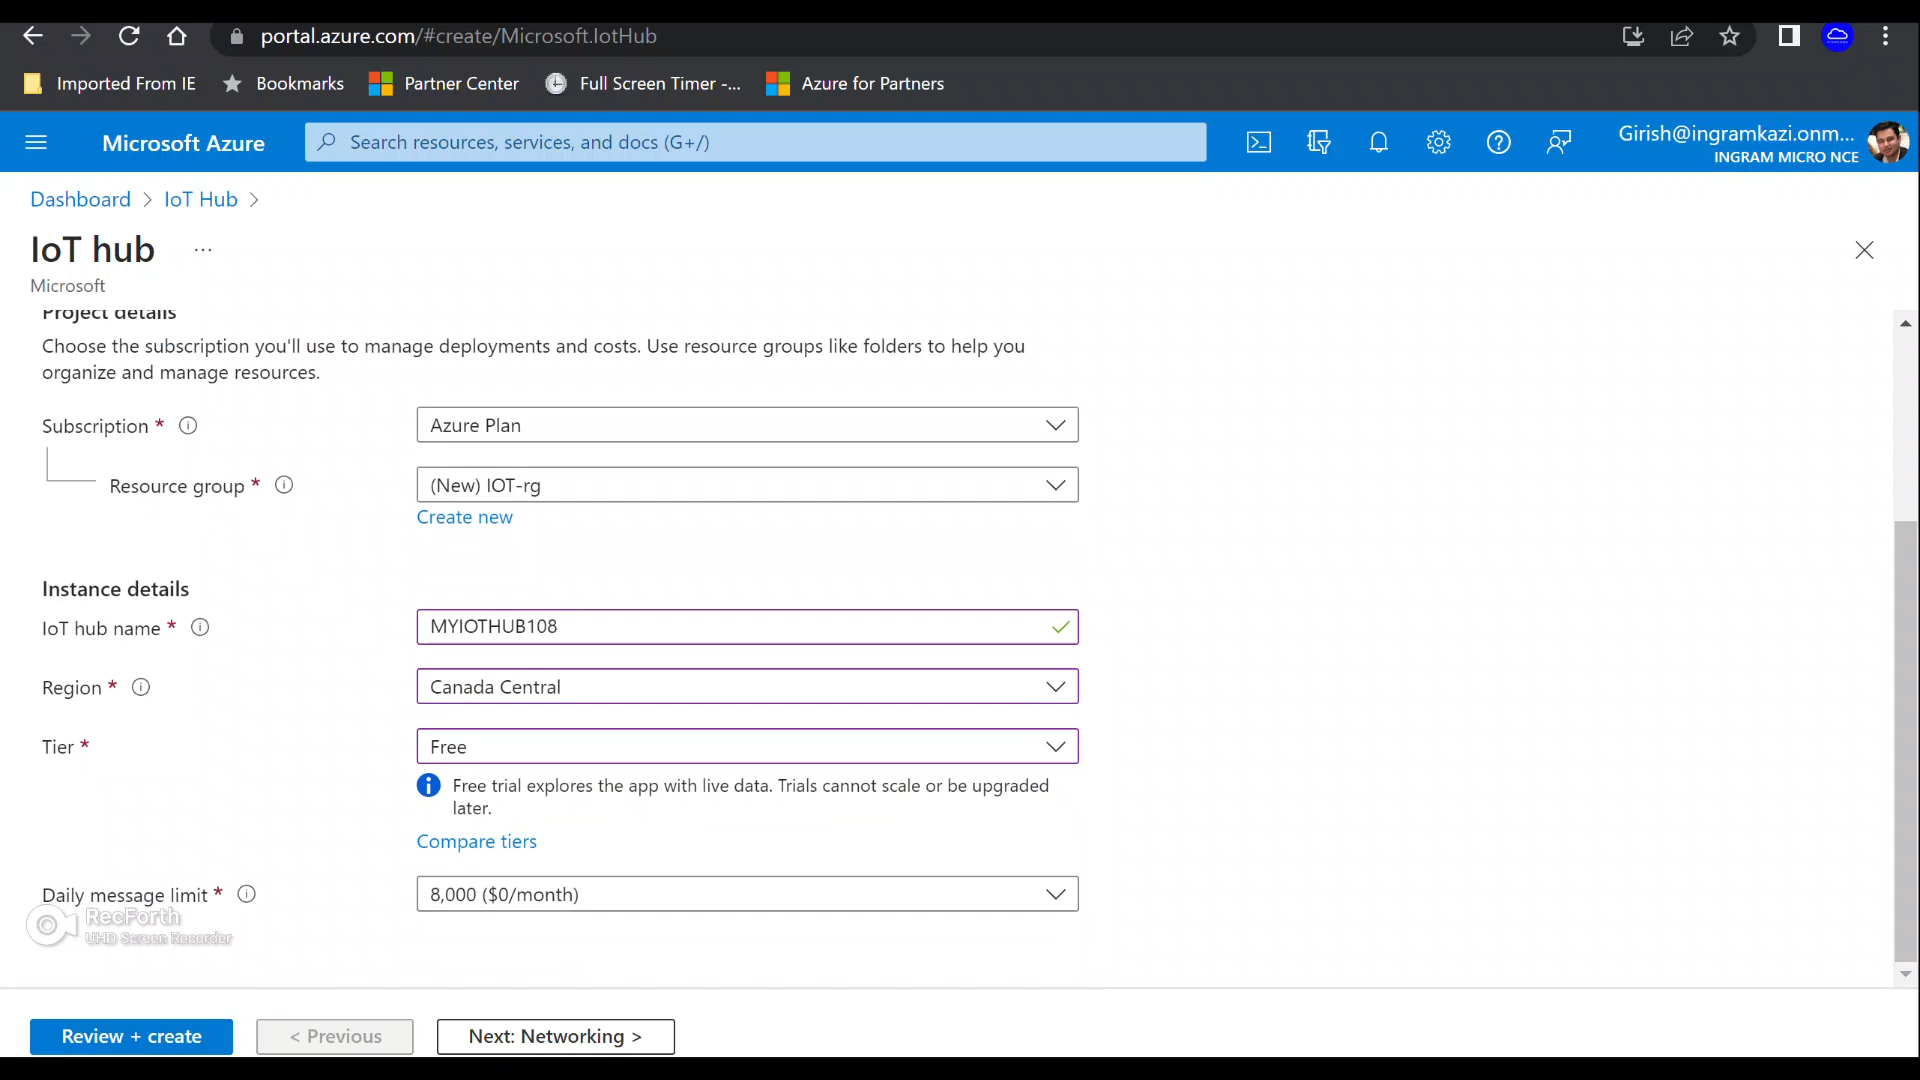 portal.azure.com/#create/Microsoft.IotHub
Imported From IE Bookmarks Partner Center Full Screen Timer -... Azure for Partners
Microsoft Azure Search resources, services, and docs (G+/) Girish@ingramkazi.onm...
INGRAM MICRO NCE
Dashboard > IoT Hub >
IoT hub ...
Microsoft
Project details
Choose the subscription you'll use to manage deployments and costs. Use resource groups like folders to help you
organize and manage resources.
Subscription * Azure Plan
Resource group * (New) IOT-rg
Create new
Instance details
IoT hub name * MYIOTHUB108
Region * Canada Central
Tier * Free
Free trial explores the app with live data. Trials cannot scale or be upgraded
later.
Compare tiers
Daily message limit * 8,000 ($0/month)
RecForth
UHD Screen Recorder
Review + create < Previous Next: Networking >